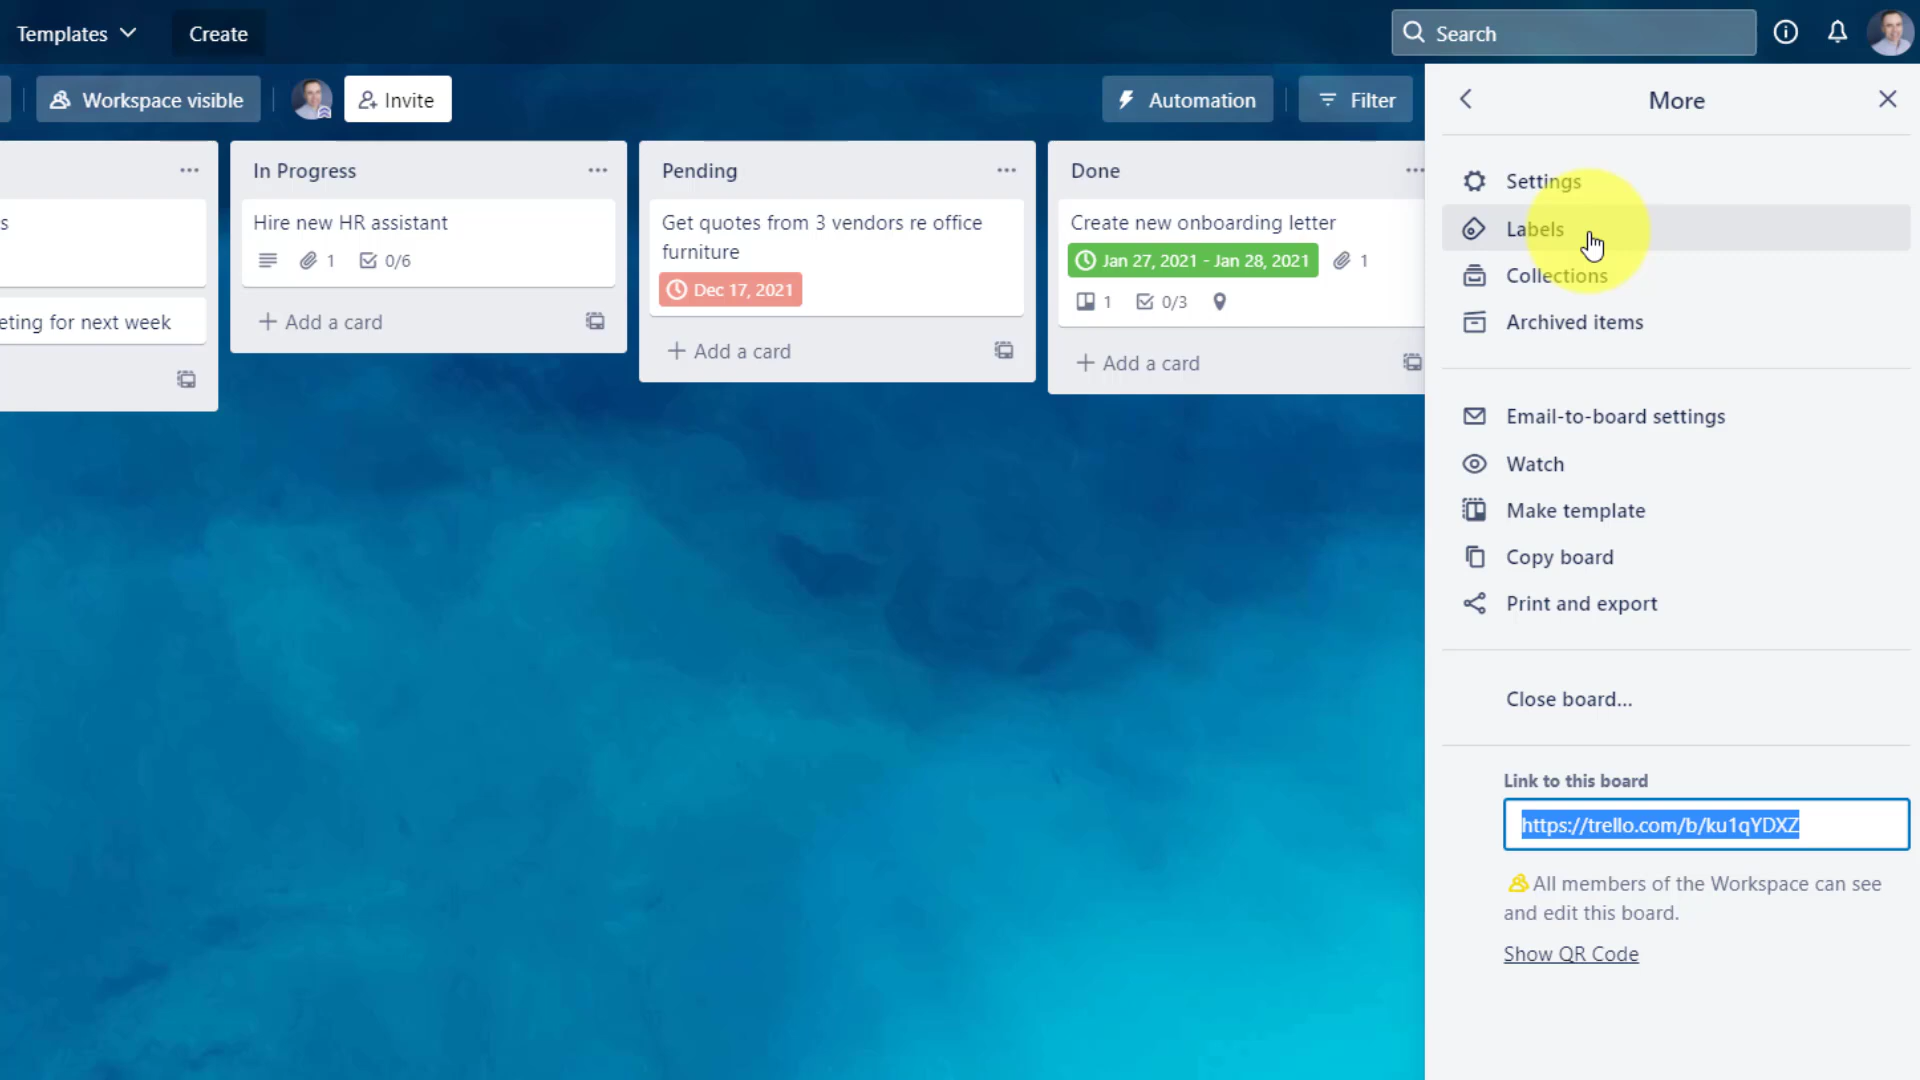 Templates
Create
Search
Workspace visible
Invite
Automation
Filter
s
eting for next week
In Progress
Hire new HR assistant
1 0/6
+ Add a card
Pending
Get quotes from 3 vendors re office
furniture
Dec 17, 2021
+ Add a card
Done
Create new onboarding letter
Jan 27, 2021 - Jan 28, 2021 1
1 0/3
+ Add a card
More
Settings
Labels
Collections
Archived items
Email-to-board settings
Watch
Make template
Copy board
Print and export
Close board...
Link to this board
https://trello.com/b/ku1qYDXZ
All members of the Workspace can see
and edit this board.
Show QR Code